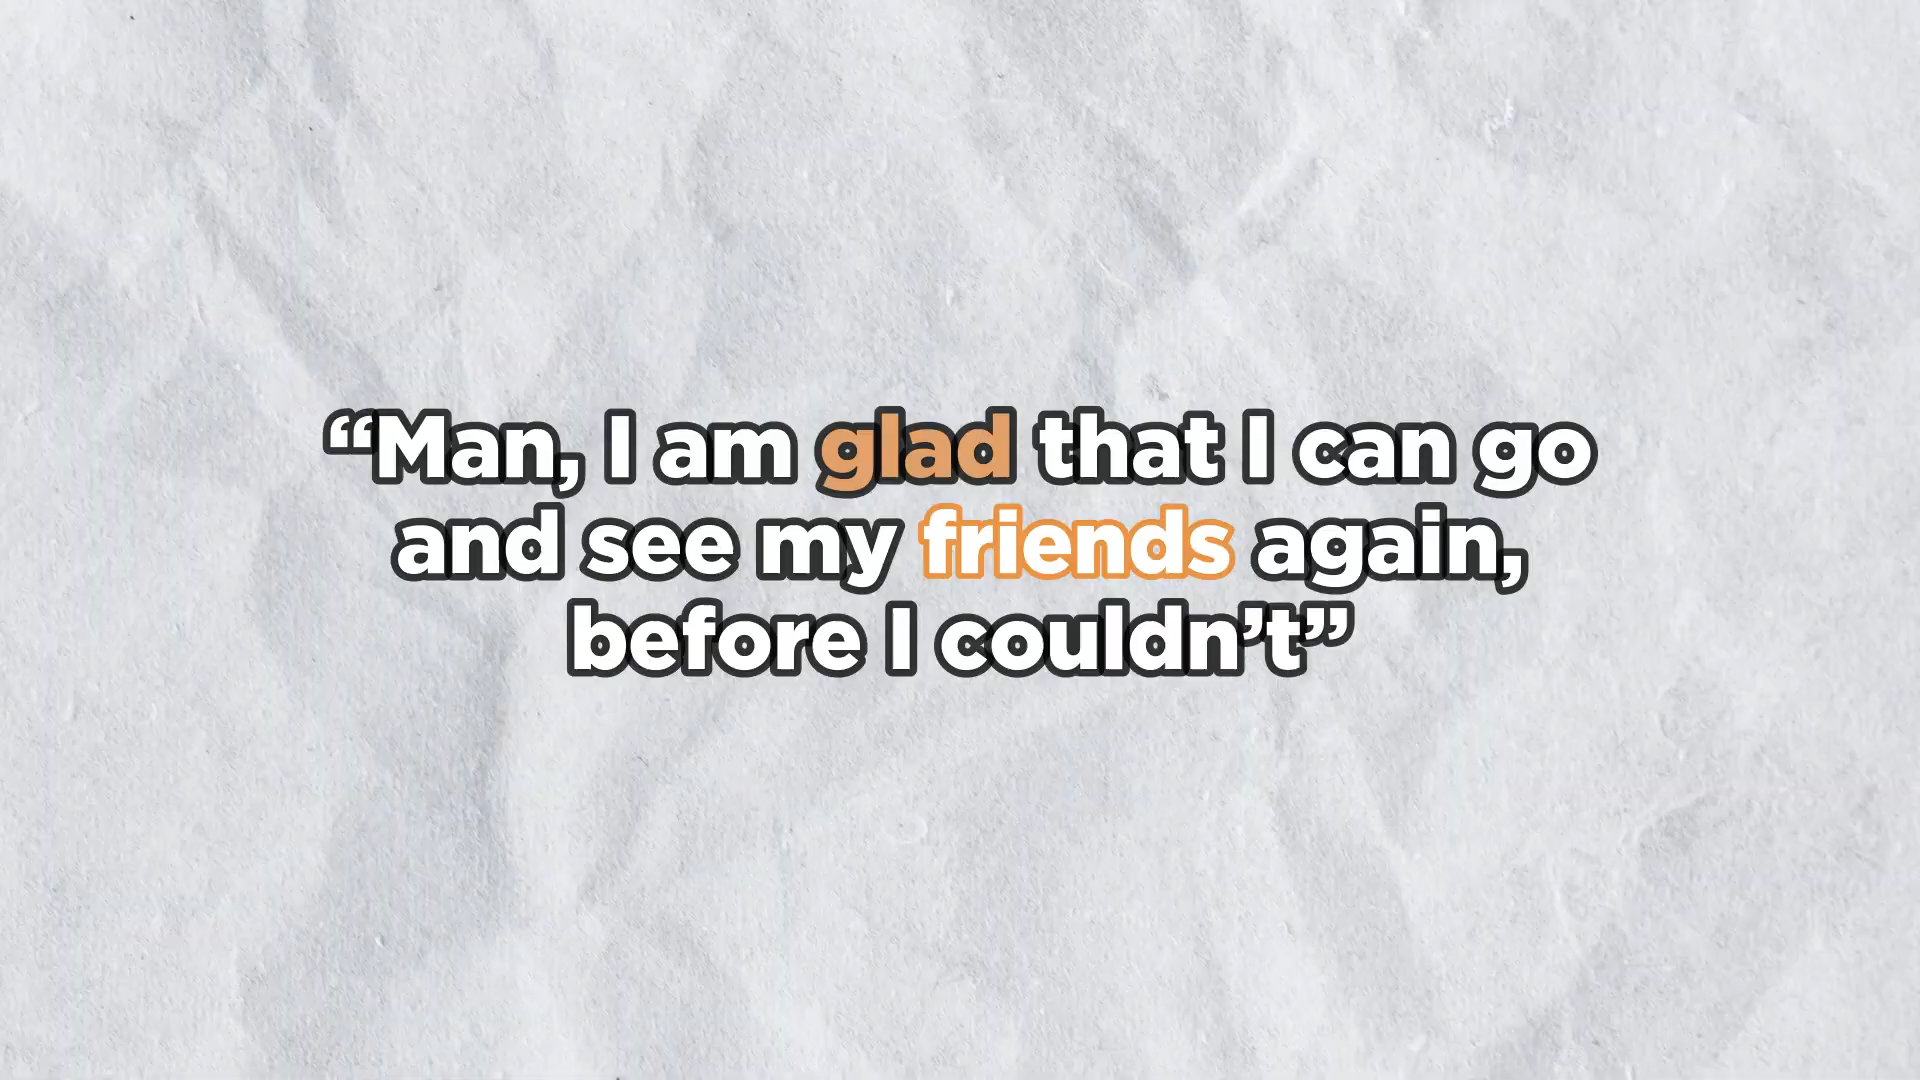 “Man, I am glad that I can go
and see my friends again,
before I couldn’t”